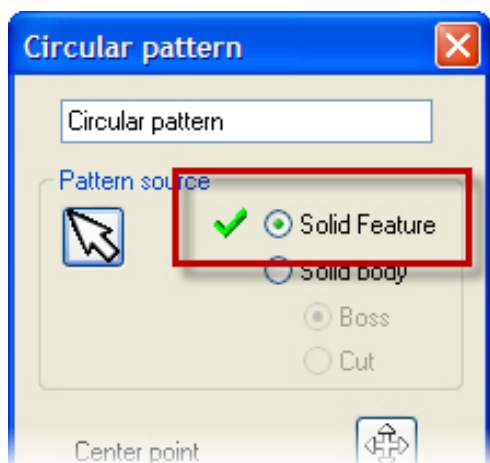 Circular pattern
Circular pattern
Pattern source
Solid Feature
Solid body
Boss
Cut
Center point